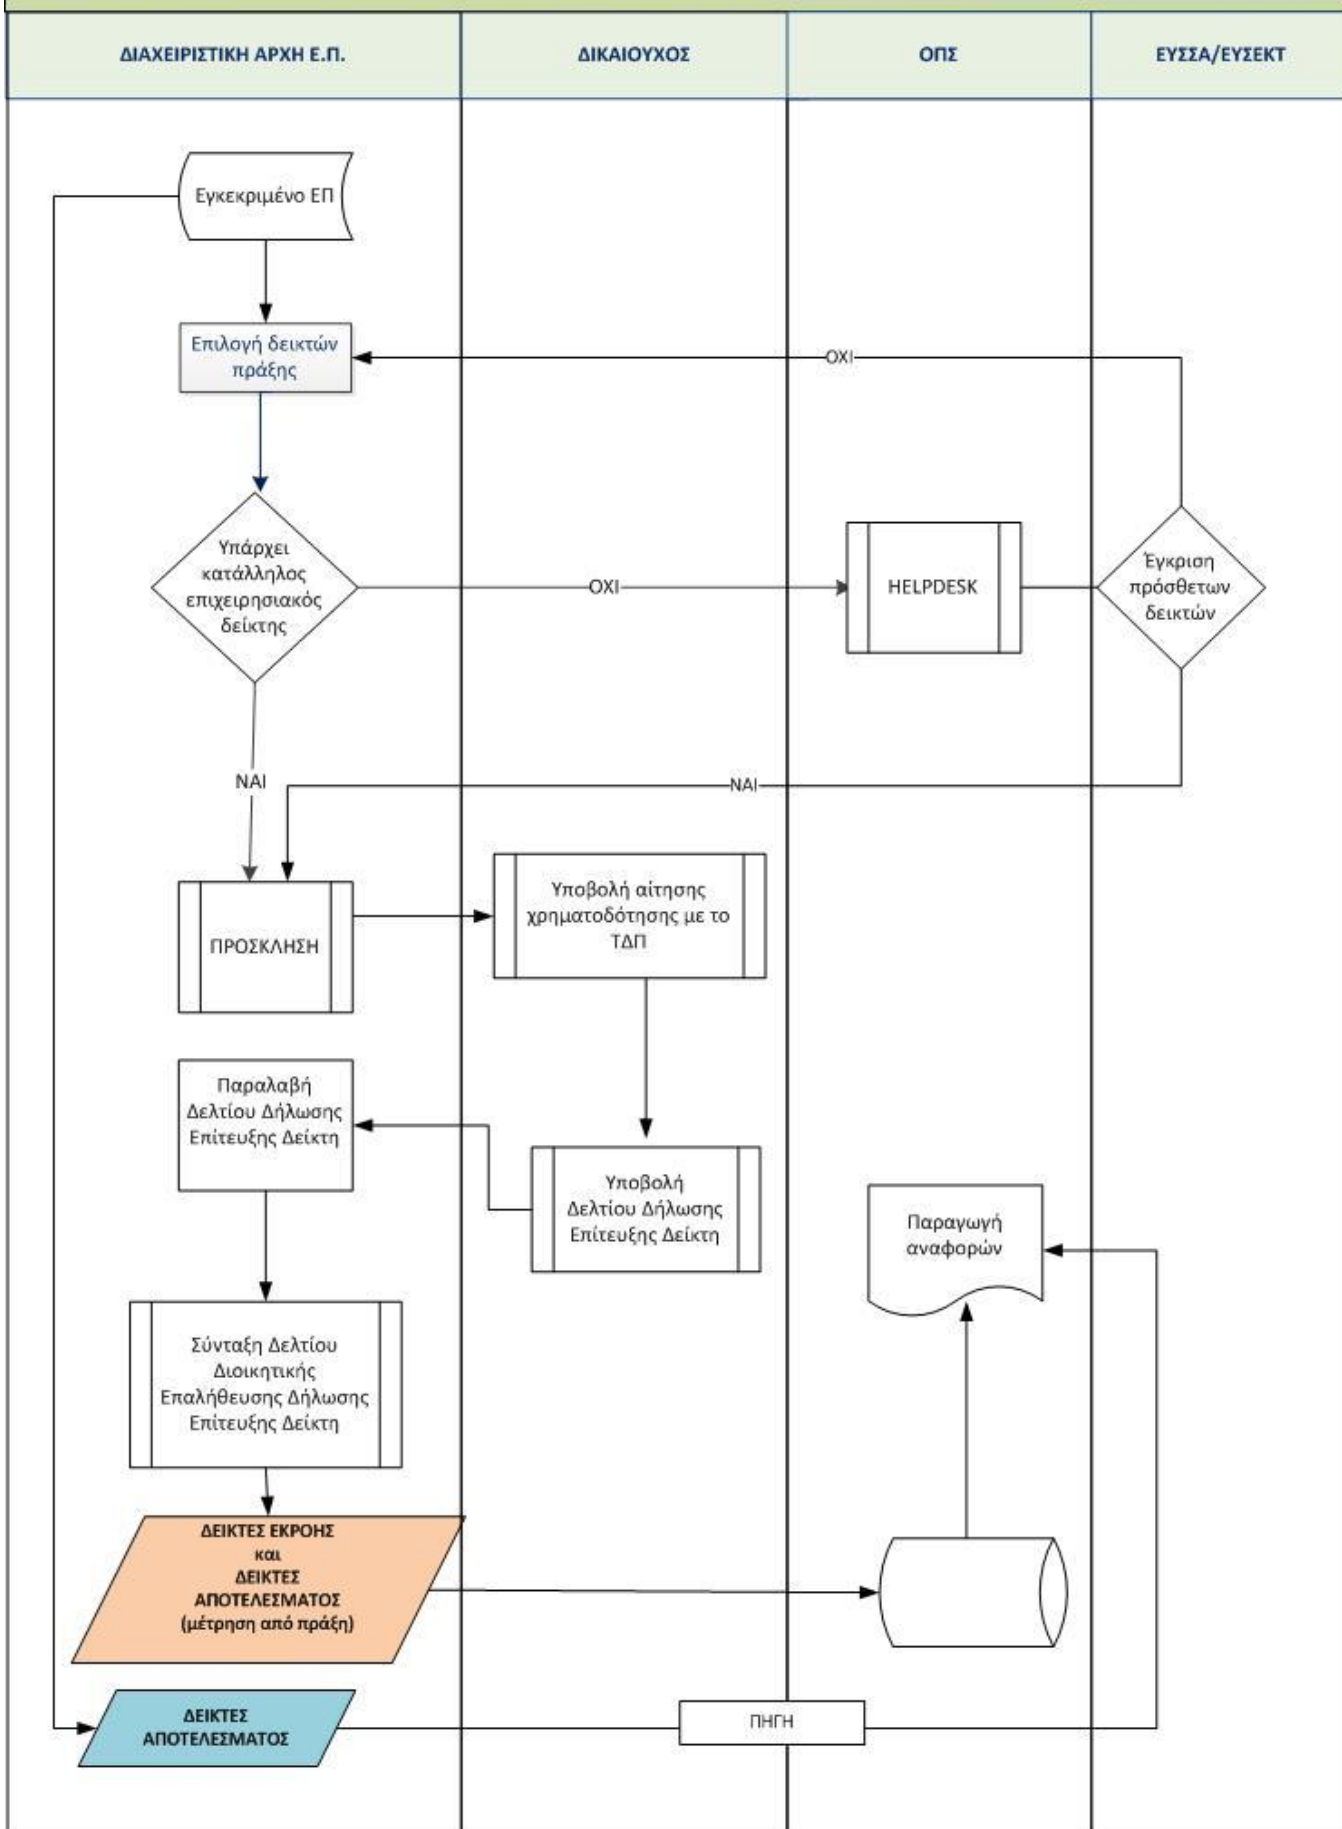 ΔΙΑΧΕΙΡΙΣΤΙΚΗ ΑΡΧΗ Ε.Π.
ΔΙΚΑΙΟΥΧΟΣ
ΟΠΣ
ΕΥΣΣΑ/ΕΥΣΕΚΤ
Εγκεκριμένο ΕΠ
Επιλογή δεικτών
πράξης
ΟΧΙ
Υπάρχει
κατάλληλος
επιχειρησιακός
δείκτης
ΟΧΙ
HELPDESK
Έγκριση
πρόσθετων
δεικτών
ΝΑΙ
ΝΑΙ
ΠΡΟΣΚΛΗΣΗ
Υποβολή αίτησης
χρηματοδότησης με το
ΤΔΠ
Παραλαβή
Δελτίου Δήλωσης
Επίτευξης Δείκτη
Υποβολή
Δελτίου Δήλωσης
Επίτευξης Δείκτη
Παραγωγή
αναφορών
Σύνταξη Δελτίου
Διοικητικής
Επαλήθευσης Δήλωσης
Επίτευξης Δείκτη
ΔΕΙΚΤΕΣ ΕΚΡΟΗΣ
και
ΔΕΙΚΤΕΣ
ΑΠΟΤΕΛΕΣΜΑΤΟΣ
(μέτρηση από πράξη)
ΔΕΙΚΤΕΣ
ΑΠΟΤΕΛΕΣΜΑΤΟΣ
ΠΗΓΗ